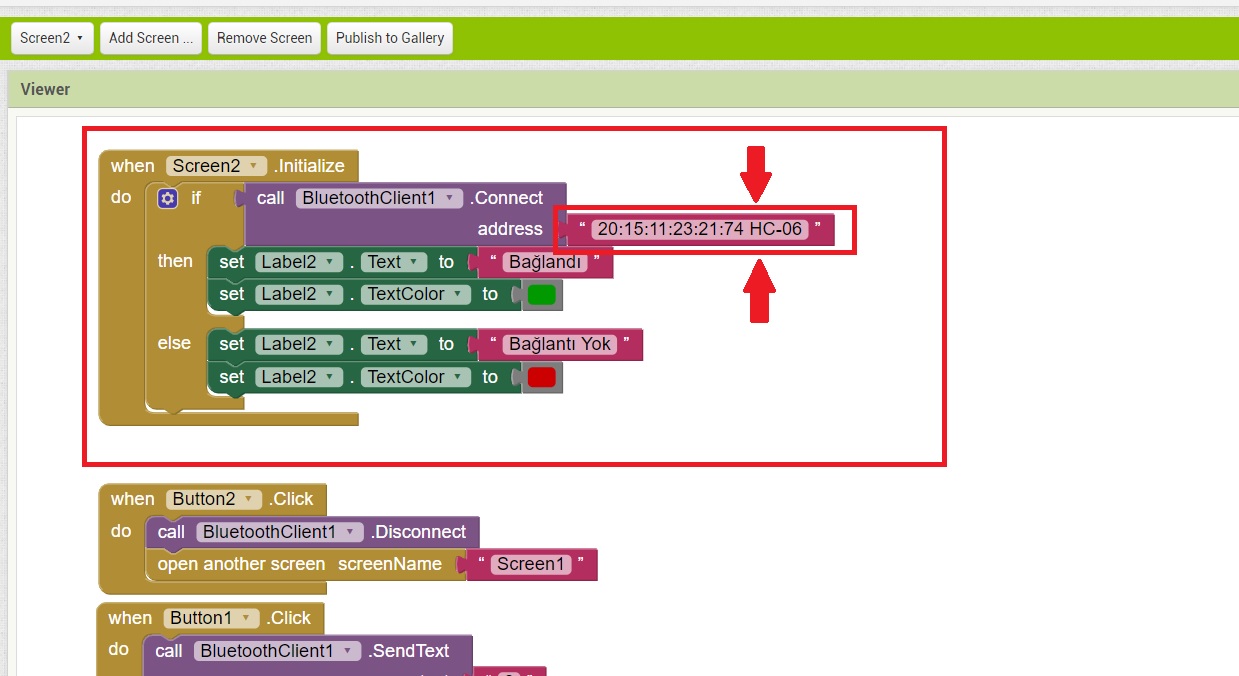 Screen2 Add Screen ... Remove Screen Publish to Gallery
Viewer
when Screen2 .Initialize
do if call BluetoothClient1 .Connect
address “ 20:15:11:23:21:74 HC-06 ”
then set Label2 . Text to “ Bağlandı ”
set Label2 . TextColor to
else set Label2 . Text to “ Bağlantı Yok ”
set Label2 . TextColor to
when Button2 .Click
do call BluetoothClient1 .Disconnect
open another screen screenName “ Screen1 ”
when Button1 .Click
do call BluetoothClient1 .SendText